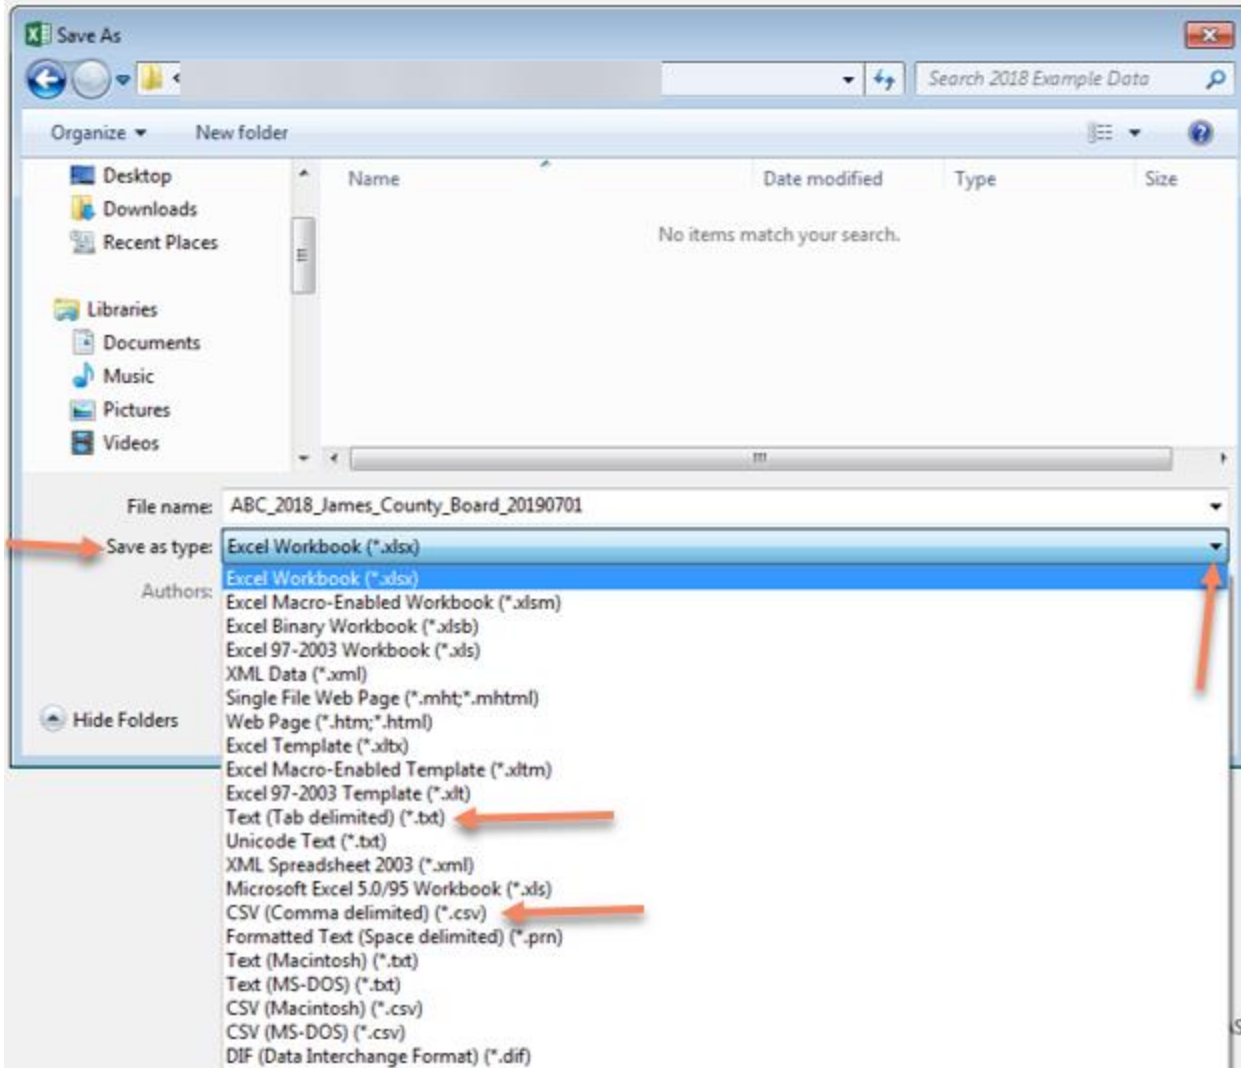 Save As
Search 2018 Example Data
Organize New folder
Name Date modified Type Size
Desktop
Downloads
Recent Places
No items match your search.
Libraries
Documents
Music
Pictures
Videos
File name: ABC_2018_James_County_Board_20190701
Save as type: Excel Workbook (*.xlsx)
Authors:
Excel Workbook (*.xlsx)
Excel Macro-Enabled Workbook (*.xlsm)
Excel Binary Workbook (*.xlsb)
Excel 97-2003 Workbook (*.xls)
XML Data (*.xml)
Single File Web Page (*.mht;*.mhtml)
Hide Folders
Web Page (*.htm;*.html)
Excel Template (*.xltx)
Excel Macro-Enabled Template (*.xltm)
Excel 97-2003 Template (*.xlt)
Text (Tab delimited) (*.txt)
Unicode Text (*.txt)
XML Spreadsheet 2003 (*.xml)
Microsoft Excel 5.0/95 Workbook (*.xls)
CSV (Comma delimited) (*.csv)
Formatted Text (Space delimited) (*.prn)
Text (Macintosh) (*.txt)
Text (MS-DOS) (*.txt)
CSV (Macintosh) (*.csv)
CSV (MS-DOS) (*.csv)
DIF (Data Interchange Format) (*.dif)